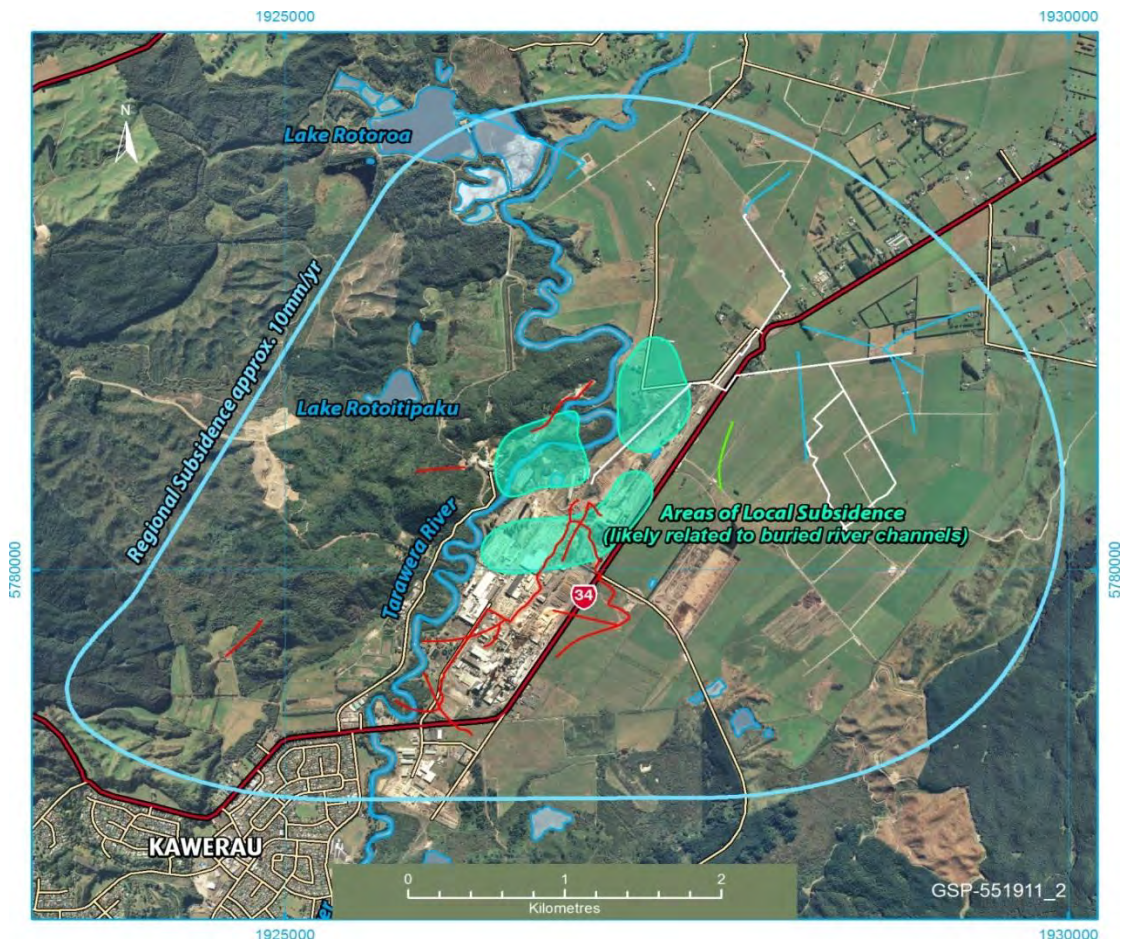 1925000
1930000
N
Lake Rotoroa
Regional Subsidence approx. 10mm/yr
Lake Rotoitipaku
Tarawera River
Areas of Local Subsidence
(likely related to buried river channels)
5780000
5780000
34
KAWERAU
0 1 2
Kilometres
GSP-551911_2
1925000
1930000